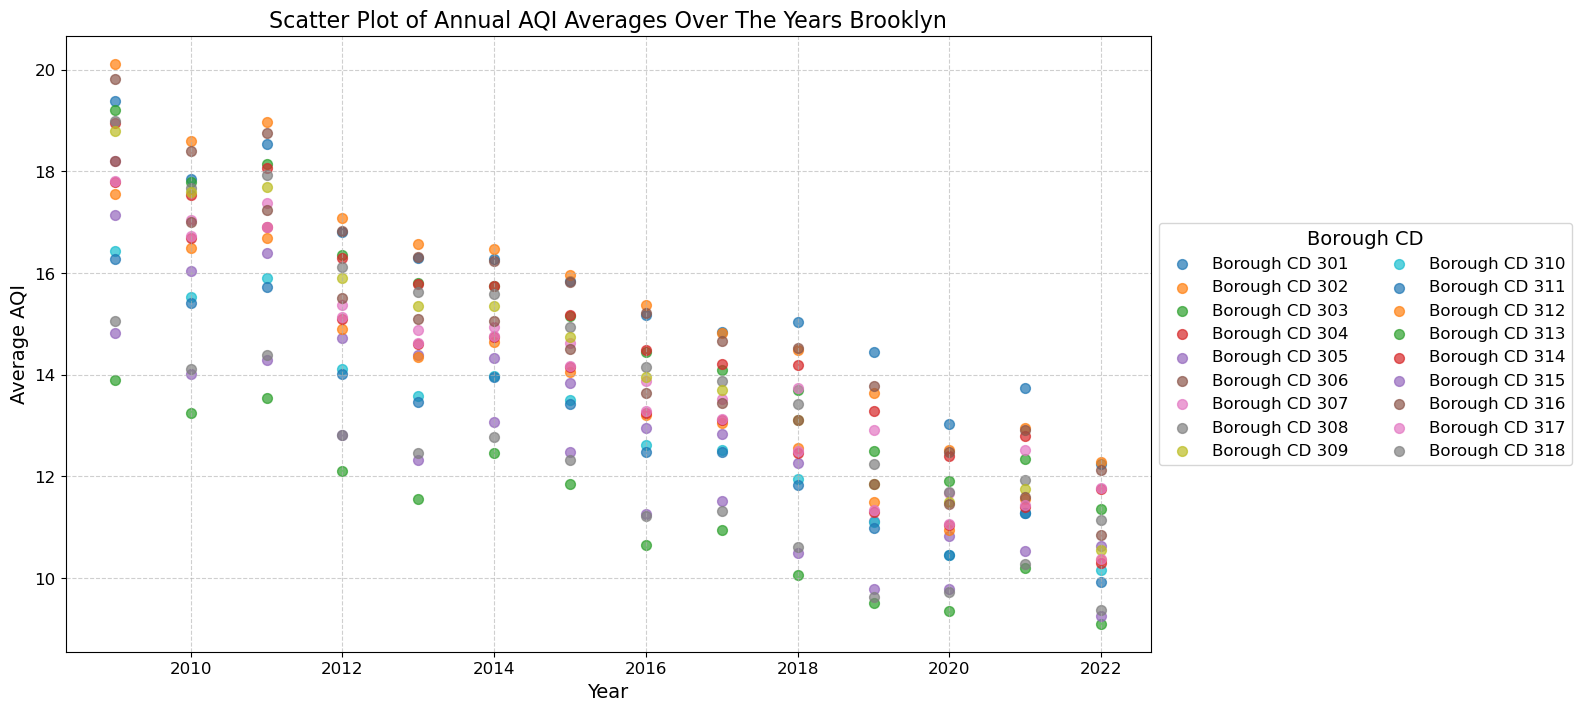 Scatter Plot of Annual AQI Averages Over The Years Brooklyn
Average AQI
20
18
16
14
12
10
2010
2012
2014
2016
2018
2020
2022
Year
Borough CD
Borough CD 301
Borough CD 302
Borough CD 303
Borough CD 304
Borough CD 305
Borough CD 306
Borough CD 307
Borough CD 308
Borough CD 309
Borough CD 310
Borough CD 311
Borough CD 312
Borough CD 313
Borough CD 314
Borough CD 315
Borough CD 316
Borough CD 317
Borough CD 318